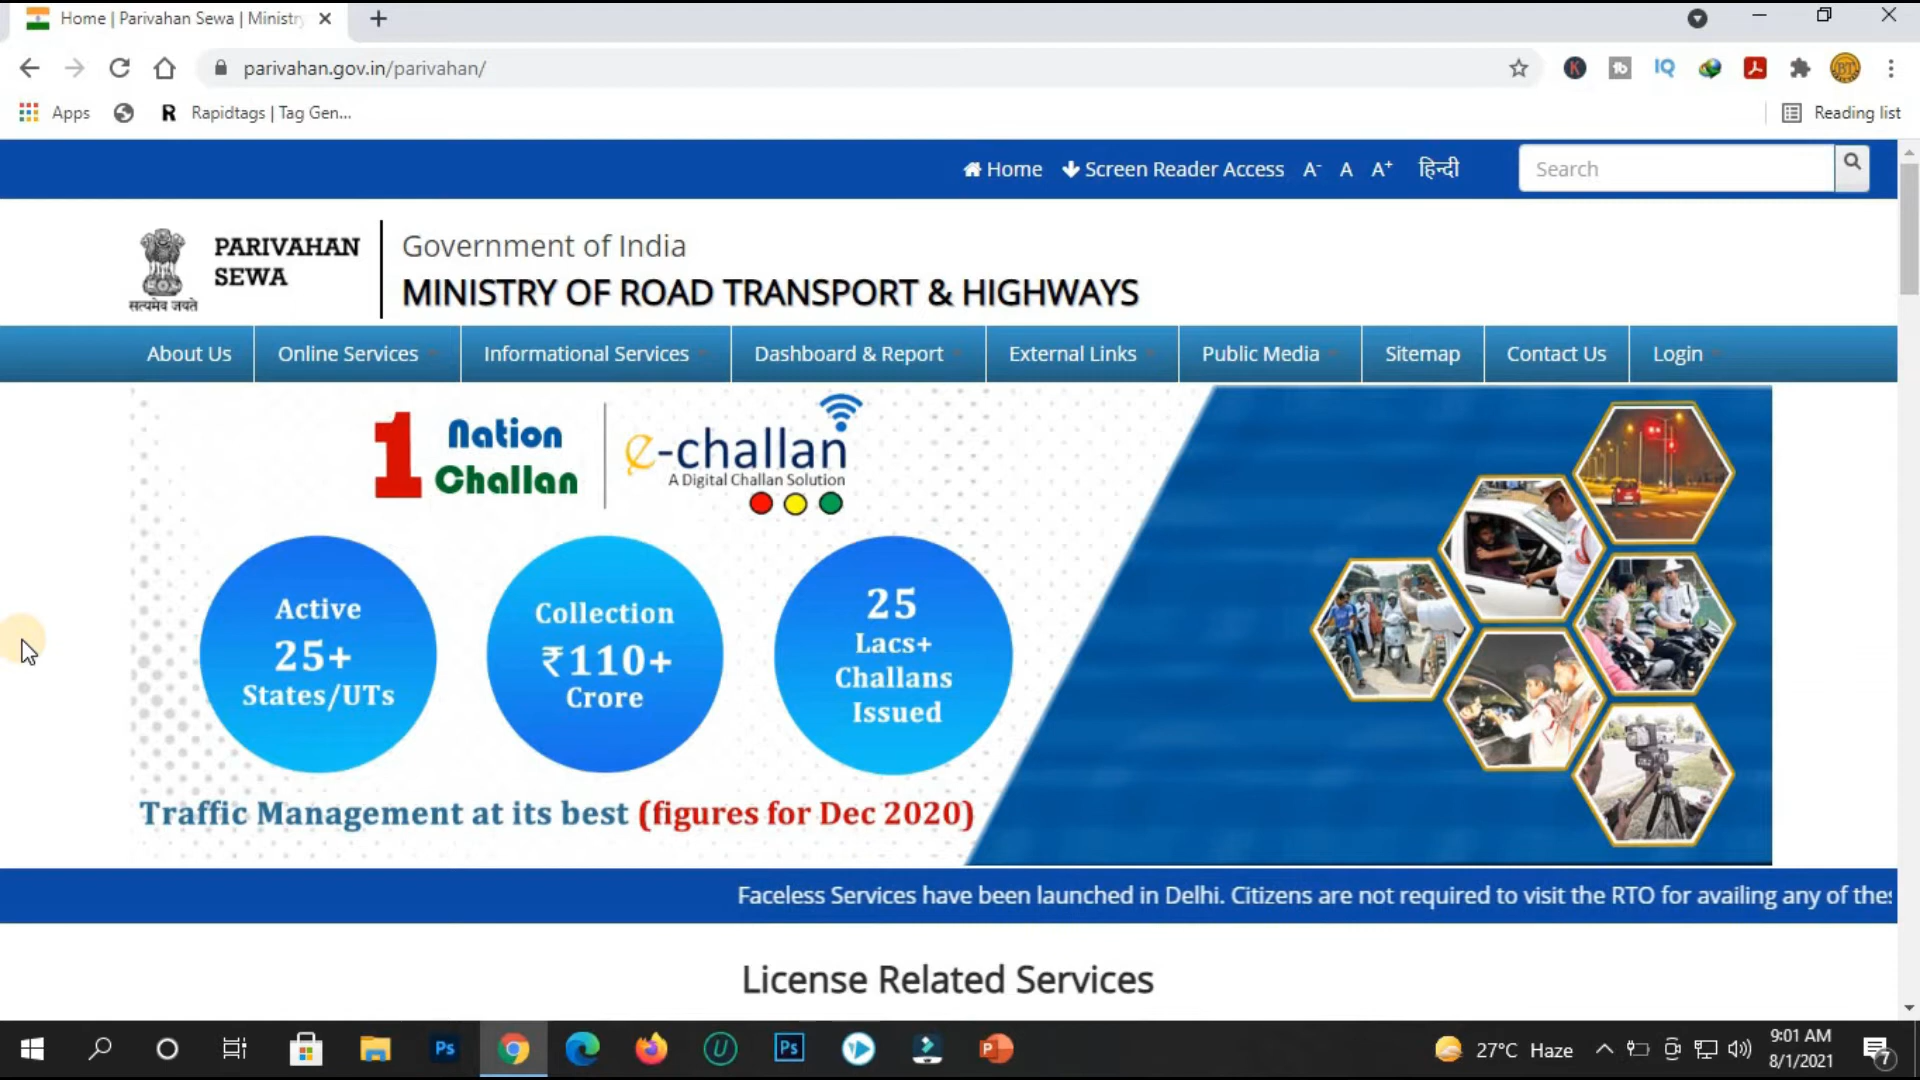 Home | Parivahan Sewa | Ministr
parivahan.gov.in/parivahan/
Apps
R Rapidtags | Tag Gen...
Reading list
Home Screen Reader Access A- A A+ हिन्दी Search
PARIVAHAN
SEWA
सत्यमेव जयते
Government of India
MINISTRY OF ROAD TRANSPORT & HIGHWAYS
About Us Online Services Informational Services Dashboard & Report External Links Public Media Sitemap Contact Us Login
1 Nation
Challan
e-challan
A Digital Challan Solution
Active
25+
States/UTs
Collection
₹110+
Crore
25
Lacs+
Challans
Issued
Traffic Management at its best (figures for Dec 2020)
Faceless Services have been launched in Delhi. Citizens are not required to visit the RTO for availing any of thes
License Related Services
27°C Haze
9:01 AM
8/1/2021
7